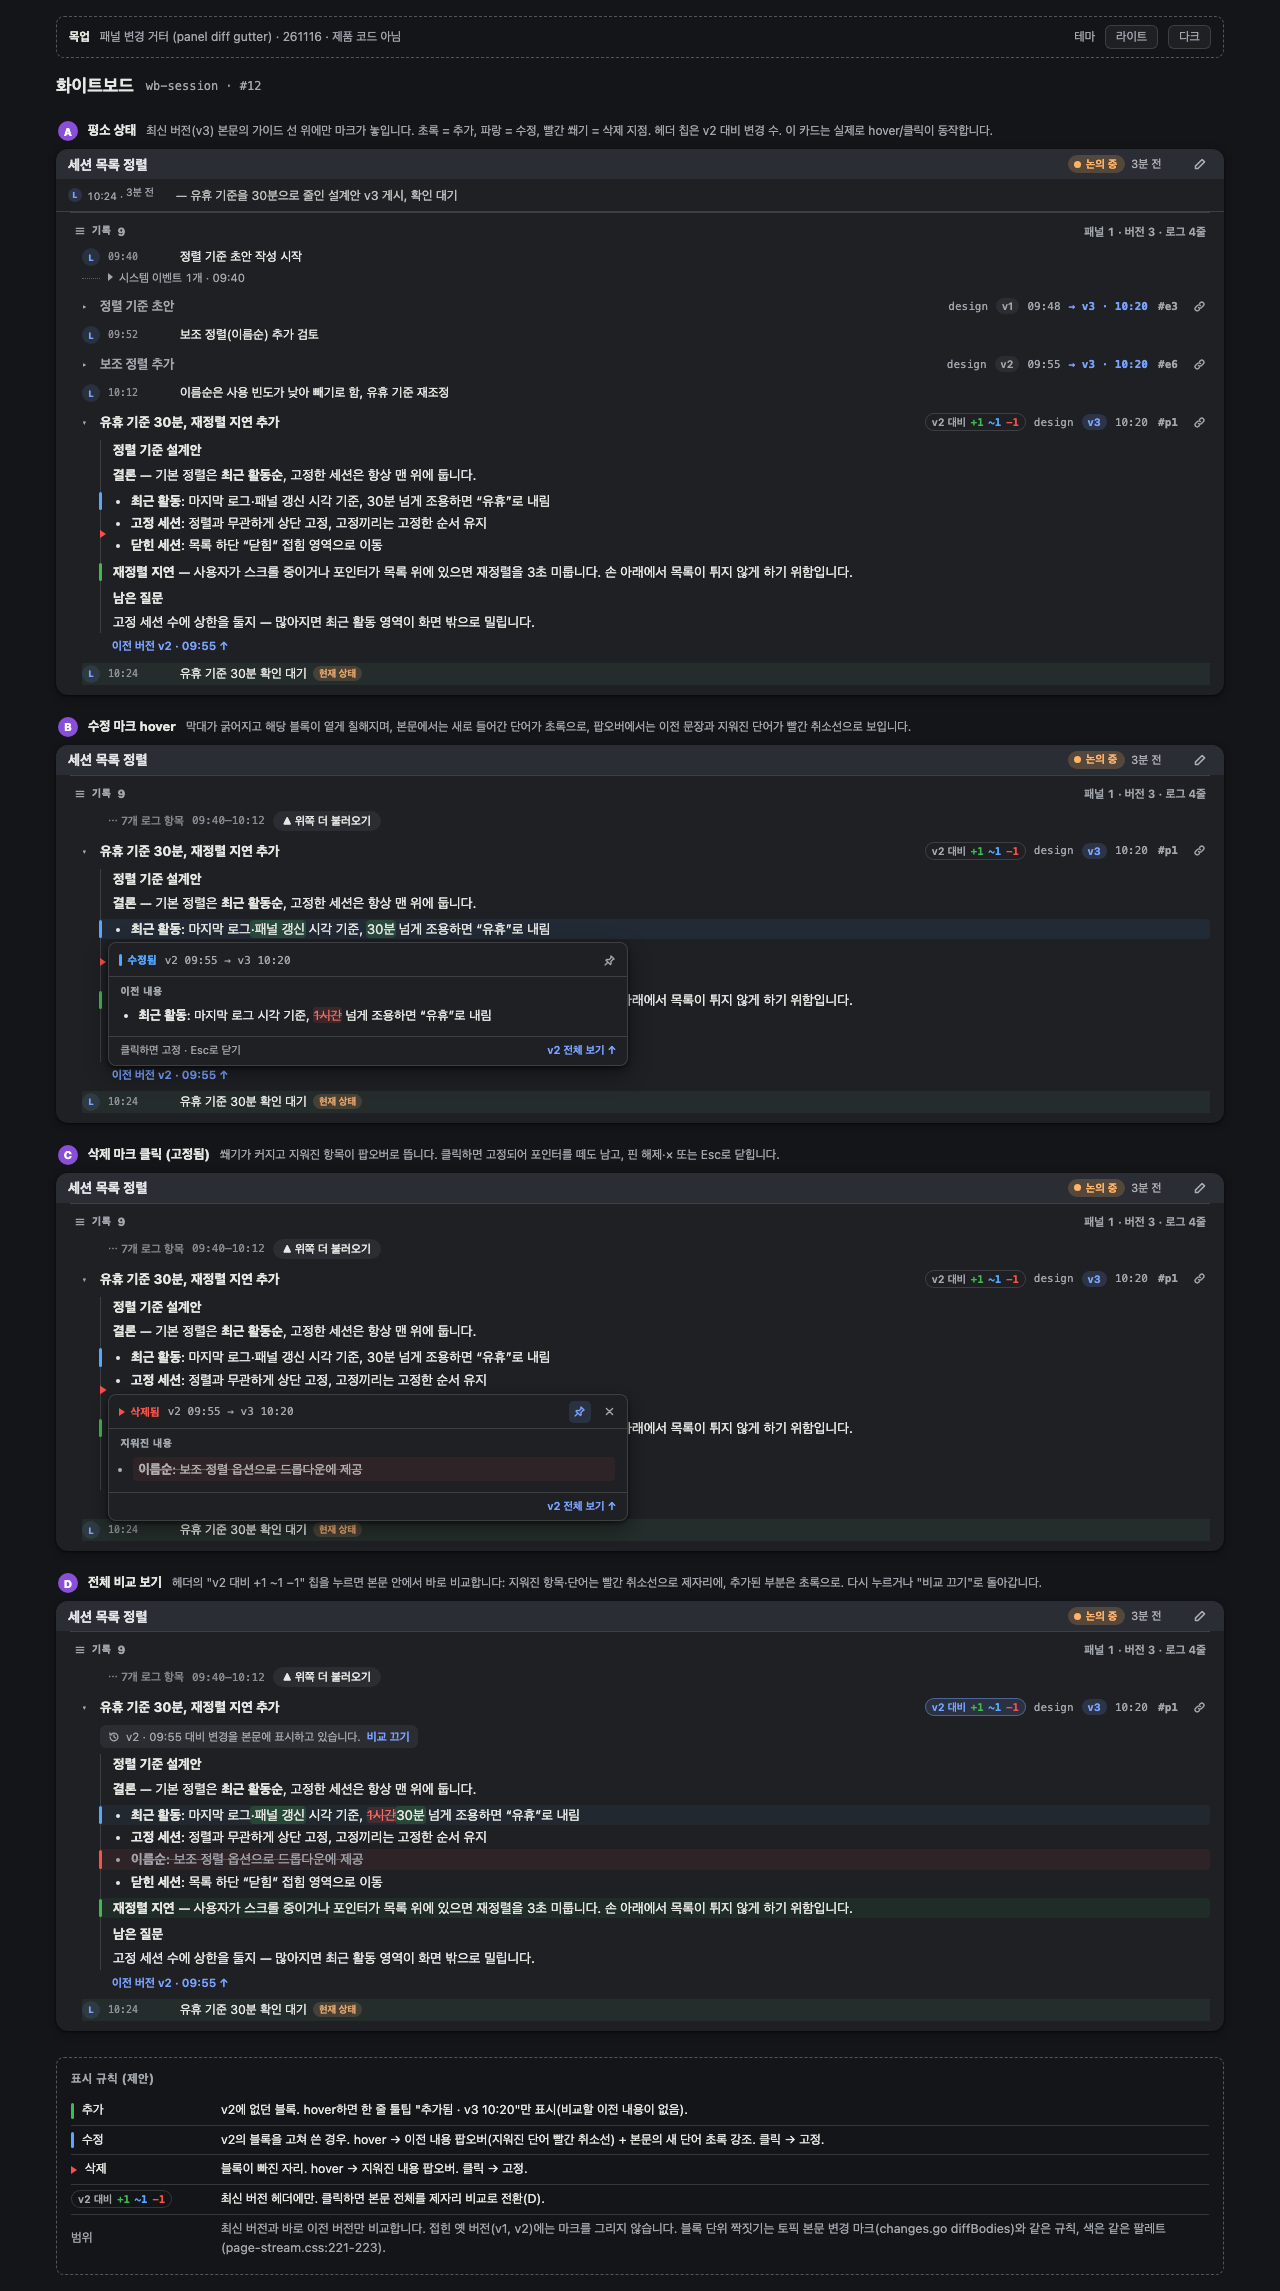 목업 패널 변경 거터 (panel diff gutter) · 261116 · 제품 코드 아님 테마 라이트 다크
화이트보드 wb-session · #12
A 평소 상태 최신 버전(v3) 본문의 가이드 선 위에만 마크가 놓입니다. 초록 = 추가, 파랑 = 수정, 빨간 쐐기 = 삭제 지점. 헤더 칩은 v2 대비 변경 수. 이 카드는 실제로 hover/클릭이 동작합니다.
세션 목록 정렬 논의 중 3분 전
L 10:24 · 3분 전 — 유휴 기준을 30분으로 줄인 설계안 v3 게시, 확인 대기
기록 9 패널 1 · 버전 3 · 로그 4줄
L 09:40 정렬 기준 초안 작성 시작
시스템 이벤트 1개 · 09:40
정렬 기준 초안 design v1 09:48 → v3 · 10:20 #e3
L 09:52 보조 정렬(이름순) 추가 검토
보조 정렬 추가 design v2 09:55 → v3 · 10:20 #e6
L 10:12 이름순은 사용 빈도가 낮아 빼기로 함, 유휴 기준 재조정
유휴 기준 30분, 재정렬 지연 추가 v2 대비 +1 ~1 −1 design v3 10:20 #p1
정렬 기준 설계안
결론 — 기본 정렬은 최근 활동순, 고정한 세션은 항상 맨 위에 둡니다.
• 최근 활동: 마지막 로그·패널 갱신 시각 기준, 30분 넘게 조용하면 “유휴”로 내림
• 고정 세션: 정렬과 무관하게 상단 고정, 고정끼리는 고정한 순서 유지
• 닫힌 세션: 목록 하단 “닫힘” 접힘 영역으로 이동
재정렬 지연 — 사용자가 스크롤 중이거나 포인터가 목록 위에 있으면 재정렬을 3초 미룹니다. 손 아래에서 목록이 튀지 않게 하기 위함입니다.
남은 질문
고정 세션 수에 상한을 둘지 — 많아지면 최근 활동 영역이 화면 밖으로 밀립니다.
이전 버전 v2 · 09:55 ↑
L 10:24 유휴 기준 30분 확인 대기 현재 상태
B 수정 마크 hover 막대가 굵어지고 해당 블록이 옅게 칠해지며, 본문에서는 새로 들어간 단어가 초록으로, 팝오버에서는 이전 문장과 지워진 단어가 빨간 취소선으로 보입니다.
세션 목록 정렬 논의 중 3분 전
기록 9 패널 1 · 버전 3 · 로그 4줄
··· 7개 로그 항목 09:40–10:12 ▲ 위쪽 더 불러오기
유휴 기준 30분, 재정렬 지연 추가 v2 대비 +1 ~1 −1 design v3 10:20 #p1
정렬 기준 설계안
결론 — 기본 정렬은 최근 활동순, 고정한 세션은 항상 맨 위에 둡니다.
• 최근 활동: 마지막 로그·패널 갱신 시각 기준, 30분 넘게 조용하면 “유휴”로 내림
수정됨 v2 09:55 → v3 10:20
이전 내용
아래에서 목록이 튀지 않게 하기 위함입니다.
• 최근 활동: 마지막 로그 시각 기준, 1시간 넘게 조용하면 “유휴”로 내림
클릭하면 고정 · Esc로 닫기 v2 전체 보기 ↑
이전 버전 v2 · 09:55 ↑
L 10:24 유휴 기준 30분 확인 대기 현재 상태
C 삭제 마크 클릭 (고정됨) 쐐기가 커지고 지워진 항목이 팝오버로 뜹니다. 클릭하면 고정되어 포인터를 떼도 남고, 핀 해제·× 또는 Esc로 닫힙니다.
세션 목록 정렬 논의 중 3분 전
기록 9 패널 1 · 버전 3 · 로그 4줄
··· 7개 로그 항목 09:40–10:12 ▲ 위쪽 더 불러오기
유휴 기준 30분, 재정렬 지연 추가 v2 대비 +1 ~1 −1 design v3 10:20 #p1
정렬 기준 설계안
결론 — 기본 정렬은 최근 활동순, 고정한 세션은 항상 맨 위에 둡니다.
• 최근 활동: 마지막 로그·패널 갱신 시각 기준, 30분 넘게 조용하면 “유휴”로 내림
• 고정 세션: 정렬과 무관하게 상단 고정, 고정끼리는 고정한 순서 유지
삭제됨 v2 09:55 → v3 10:20 ×
아래에서 목록이 튀지 않게 하기 위함입니다.
지워진 내용
• 이름순: 보조 정렬 옵션으로 드롭다운에 제공
v2 전체 보기 ↑
L 10:24 유휴 기준 30분 확인 대기 현재 상태
D 전체 비교 보기 헤더의 "v2 대비 +1 ~1 −1" 칩을 누르면 본문 안에서 바로 비교합니다: 지워진 항목·단어는 빨간 취소선으로 제자리에, 추가된 부분은 초록으로. 다시 누르거나 "비교 끄기"로 돌아갑니다.
세션 목록 정렬 논의 중 3분 전
기록 9 패널 1 · 버전 3 · 로그 4줄
··· 7개 로그 항목 09:40–10:12 ▲ 위쪽 더 불러오기
유휴 기준 30분, 재정렬 지연 추가 v2 대비 +1 ~1 −1 design v3 10:20 #p1
v2 · 09:55 대비 변경을 본문에 표시하고 있습니다. 비교 끄기
정렬 기준 설계안
결론 — 기본 정렬은 최근 활동순, 고정한 세션은 항상 맨 위에 둡니다.
• 최근 활동: 마지막 로그·패널 갱신 시각 기준, 1시간30분 넘게 조용하면 “유휴”로 내림
• 고정 세션: 정렬과 무관하게 상단 고정, 고정끼리는 고정한 순서 유지
• 이름순: 보조 정렬 옵션으로 드롭다운에 제공
• 닫힌 세션: 목록 하단 “닫힘” 접힘 영역으로 이동
재정렬 지연 — 사용자가 스크롤 중이거나 포인터가 목록 위에 있으면 재정렬을 3초 미룹니다. 손 아래에서 목록이 튀지 않게 하기 위함입니다.
남은 질문
고정 세션 수에 상한을 둘지 — 많아지면 최근 활동 영역이 화면 밖으로 밀립니다.
이전 버전 v2 · 09:55 ↑
L 10:24 유휴 기준 30분 확인 대기 현재 상태
표시 규칙 (제안)
추가 v2에 없던 블록. hover하면 한 줄 툴팁 "추가됨 · v3 10:20"만 표시(비교할 이전 내용이 없음).
수정 v2의 블록을 고쳐 쓴 경우. hover → 이전 내용 팝오버(지워진 단어 빨간 취소선) + 본문의 새 단어 초록 강조. 클릭 → 고정.
삭제 블록이 빠진 자리. hover → 지워진 내용 팝오버. 클릭 → 고정.
v2 대비 +1 ~1 −1 최신 버전 헤더에만. 클릭하면 본문 전체를 제자리 비교로 전환(D).
범위 최신 버전과 바로 이전 버전만 비교합니다. 접힌 옛 버전(v1, v2)에는 마크를 그리지 않습니다. 블록 단위 짝짓기는 토픽 본문 변경 마크(changes.go diffBodies)와 같은 규칙, 색은 같은 팔레트
(page-stream.css:221-223).